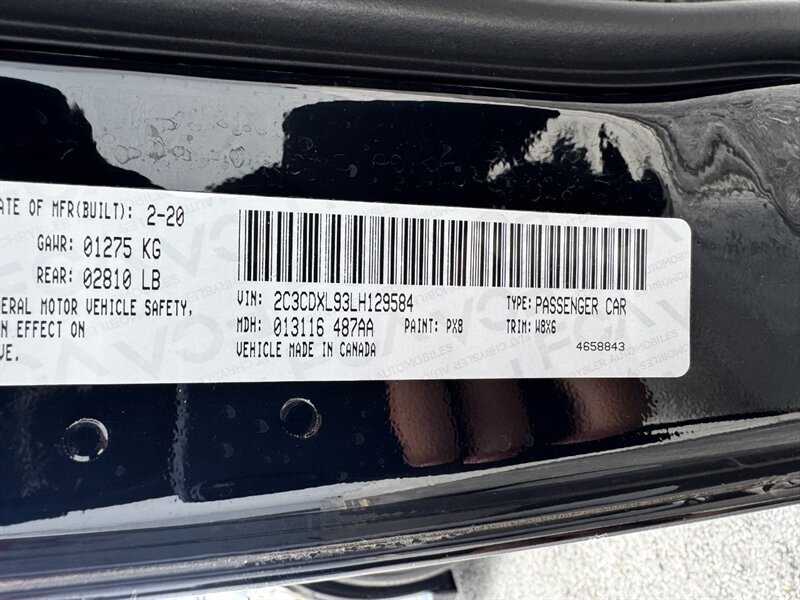 ATE OF MFR(BUILT): 2-20
GAWR: 01275 KG
REAR: 02810 LB
ERAL MOTOR VEHICLE SAFETY,
N EFFECT ON
VE.
VIN: 2C3CDXL93LH129584
TYPE: PASSENGER CAR
MDH: 013116 487AA
PAINT: PX8
TRIM: W8X6
VEHICLE MADE IN CANADA
4658843